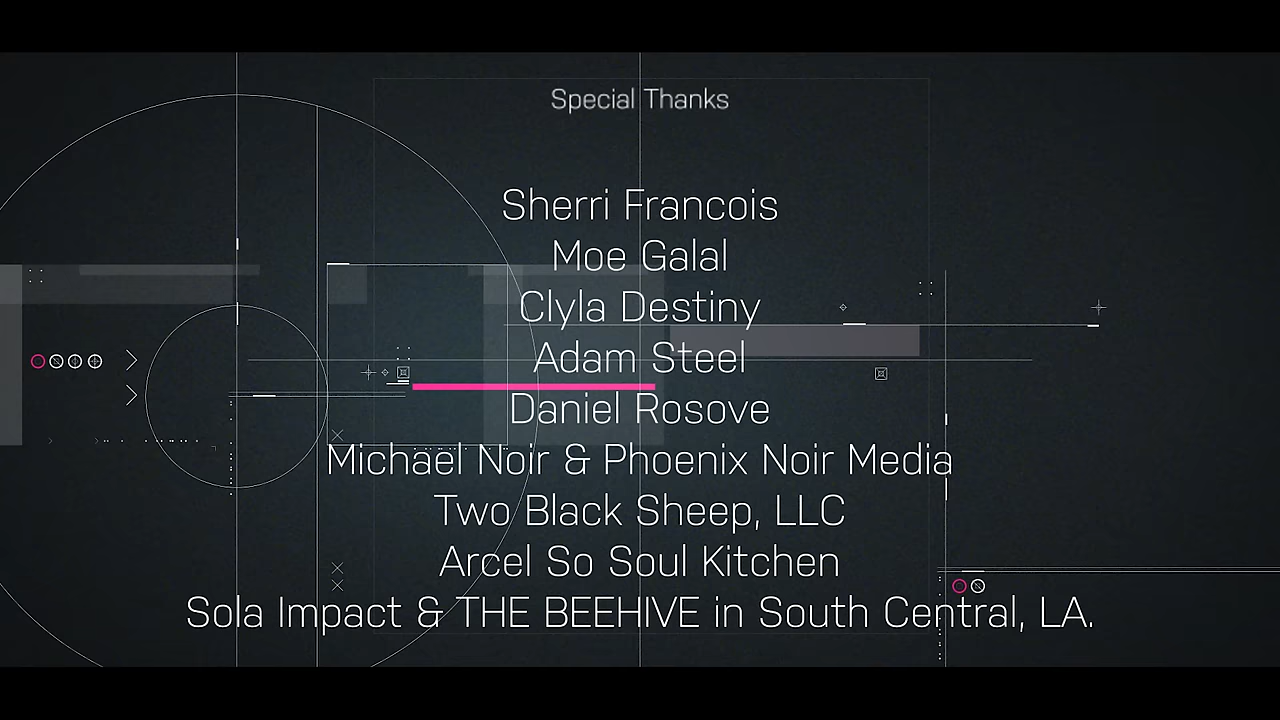 Special Thanks
Sherri Francois
Moe Galal
Clyla Destiny
Adam Steel
Daniel Rosove
Michael Noir & Phoenix Noir Media
Two Black Sheep, LLC
Arcel So Soul Kitchen
Sola Impact & THE BEEHIVE in South Central, LA.